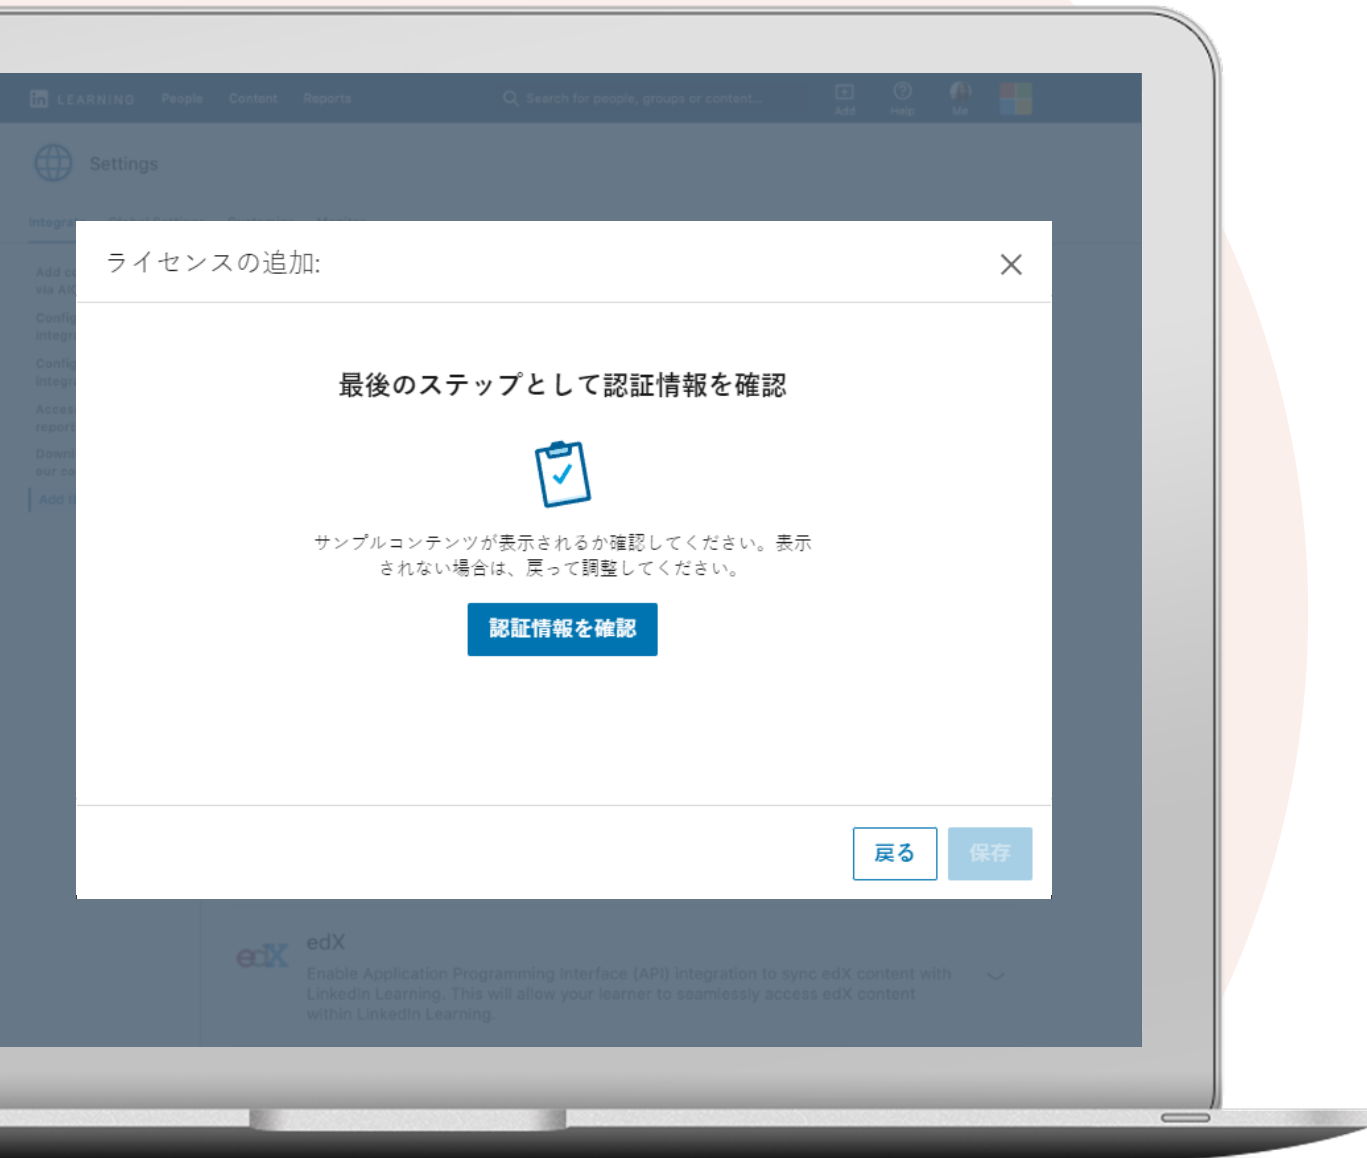 in LEARNING People Content Reports Search for people, groups or content... Add Help Me
Settings
ライセンスの追加:
最後のステップとして認証情報を確認
サンプルコンテンツが表示されるか確認してください。表示
されない場合は、戻って調整してください。
認証情報を確認
戻る 保存
edX
edX
Enable Application Programming Interface (API) integration to sync edX content with
LinkedIn Learning. This will allow your learner to seamlessly access edX content
within LinkedIn Learning.